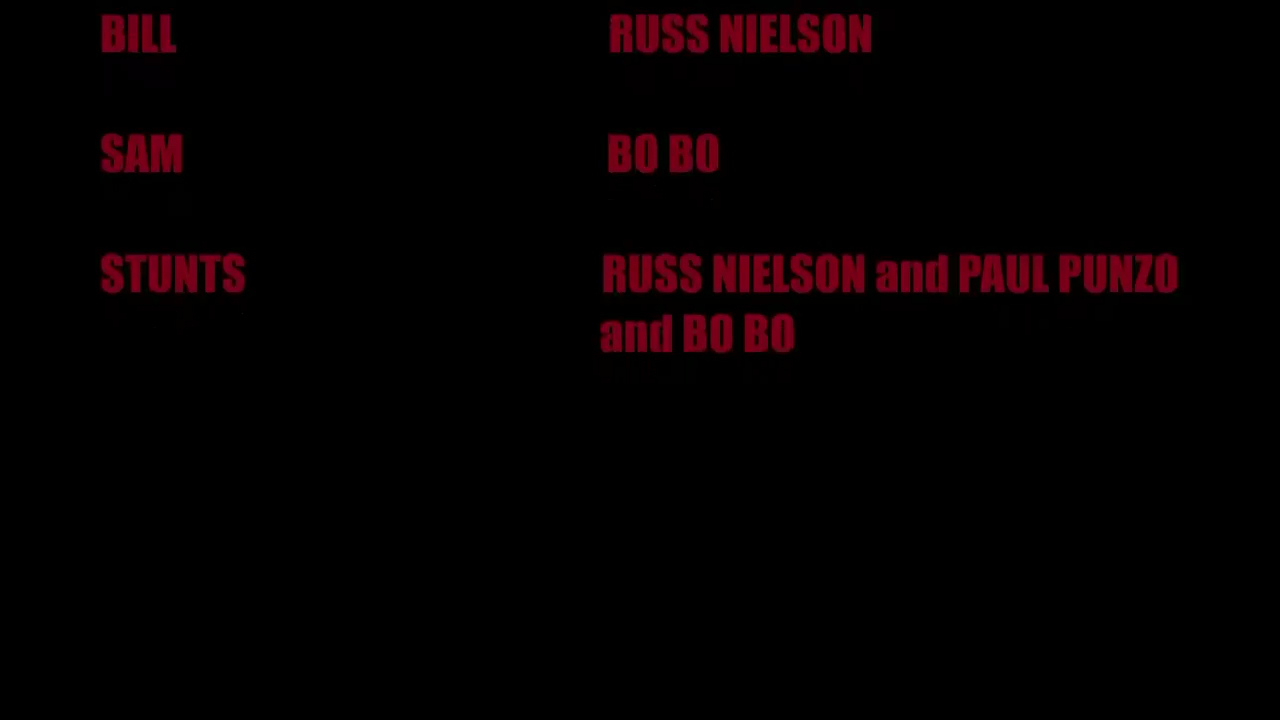 BILL RUSS NIELSON
SAM BO BO
STUNTS RUSS NIELSON and PAUL PUNZO
and BO BO